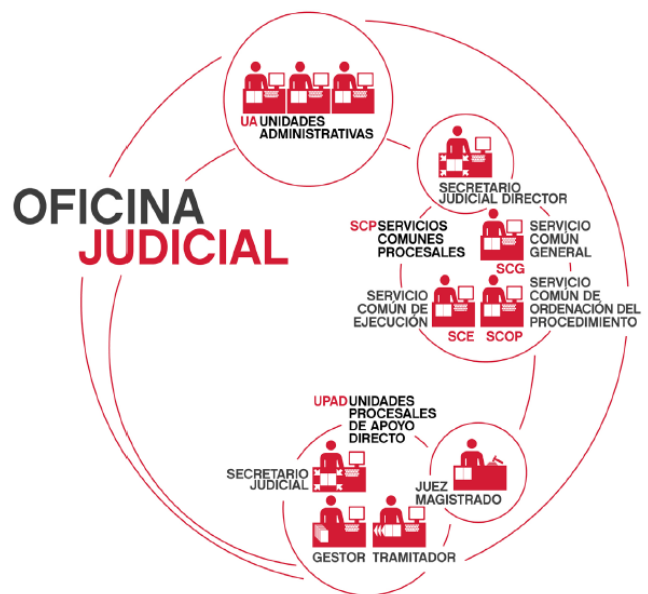 UA UNIDADES
ADMINISTRATIVAS
OFICINA
JUDICIAL
SECRETARIO
JUDICIAL DIRECTOR
SCP SERVICIOS
COMUNES
PROCESALES
SERVICIO
COMÚN
GENERAL
SCG
SERVICIO
COMÚN DE
EJECUCIÓN
SCE
SCOP
SERVICIO
COMÚN DE
ORDENACIÓN DEL
PROCEDIMIENTO
UPAD UNIDADES
PROCESALES
DE APOYO
DIRECTO
SECRETARIO
JUDICIAL
JUEZ
MAGISTRADO
GESTOR
TRAMITADOR